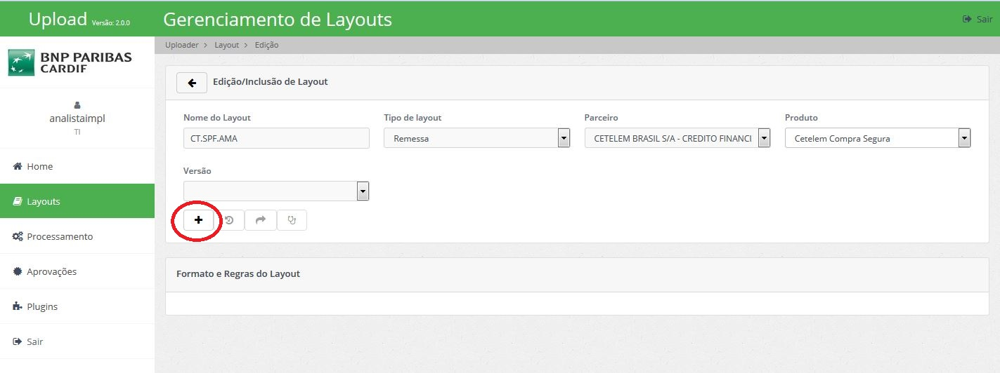 Upload Versão: 2.0.0
Gerenciamento de Layouts
Sair
Uploader > Layout > Edição
BNP PARIBAS
CARDIF
analistaimpl
TI
Home
Layouts
Processamento
Aprovações
Plugins
Sair
Edição/Inclusão de Layout
Nome do Layout Tipo de layout Parceiro Produto
CT.SPF.AMA Remessa CETELEM BRASIL S/A - CREDITO FINANCI Cetelem Compra Segura
Versão
Formato e Regras do Layout